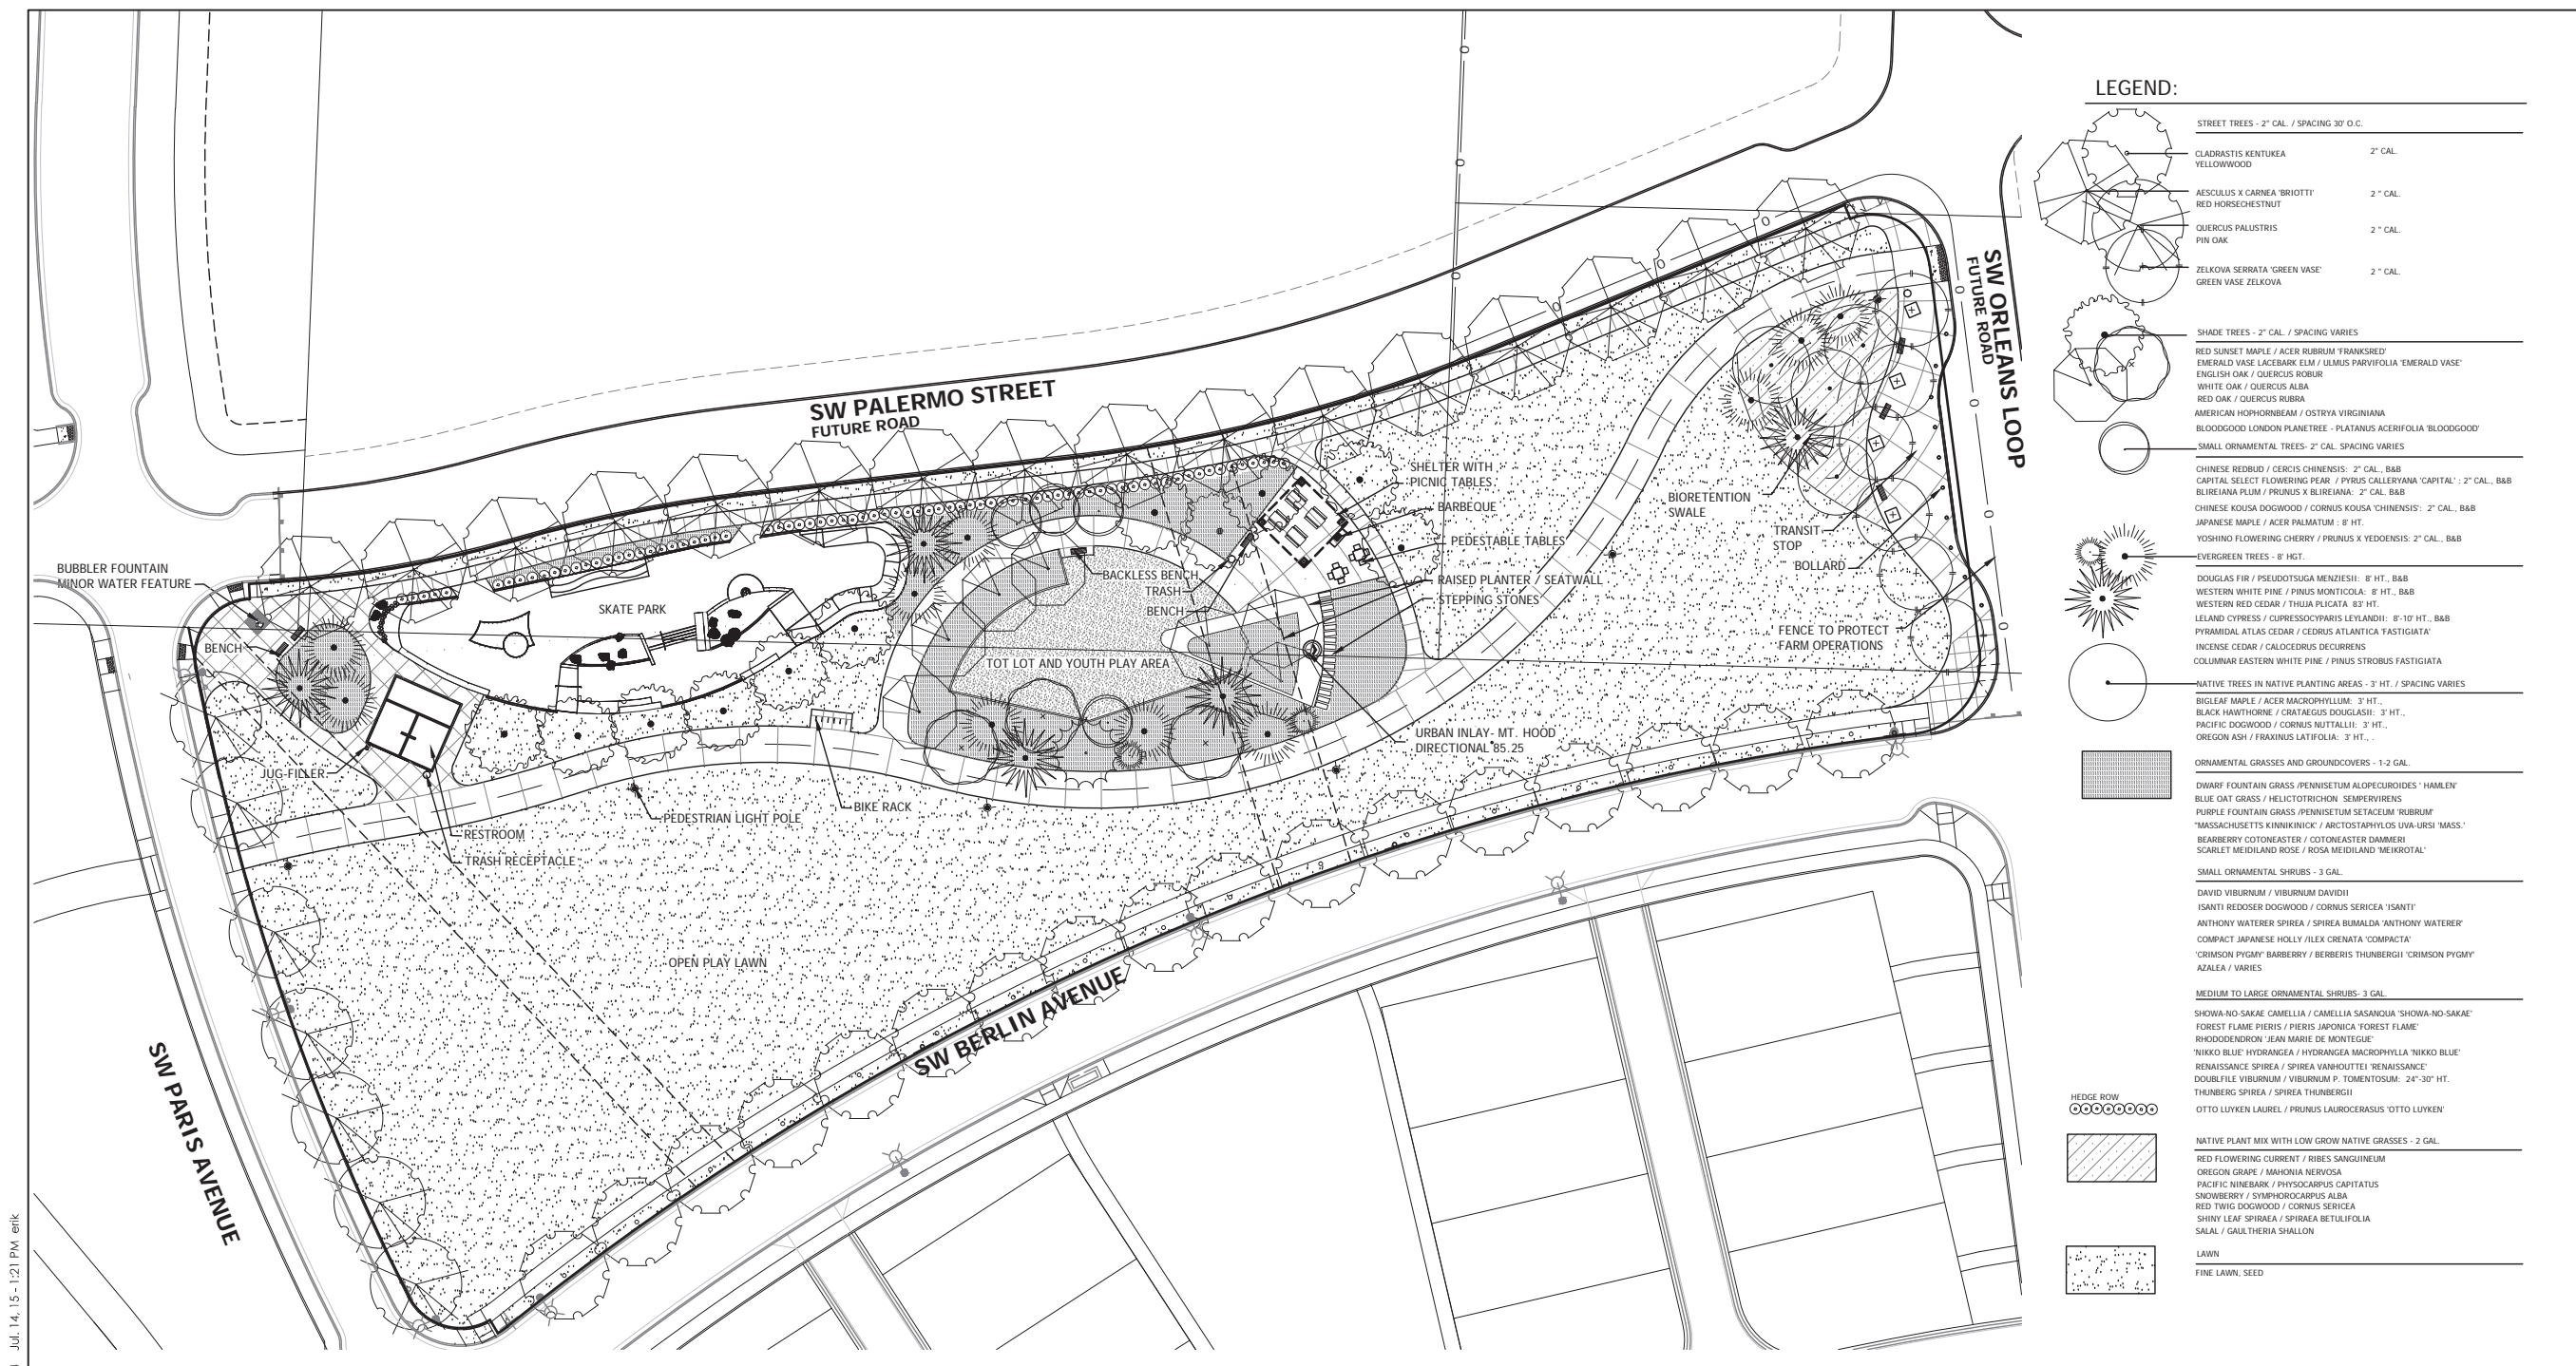 SW PALERMO STREET
FUTURE ROAD
SW ORLEANS LOOP
FUTURE ROAD
SHELTER WITH
PICNIC TABLES
BARBEQUE
PEDESTABLE TABLES
RAISED PLANTER / SEATWALL
STEPPING STONES
BACKLESS BENCH
TRASH
BENCH
BIORETENTION
SWALE
TRANSIT
STOP
BOLLARD
FENCE TO PROTECT
FARM OPERATIONS
BUBBLER FOUNTAIN
MINOR WATER FEATURE
SKATE PARK
BENCH
TOT LOT AND YOUTH PLAY AREA
URBAN INLAY- MT. HOOD
DIRECTIONAL 85.25
JUG-FILLER
BIKE RACK
PEDESTRIAN LIGHT POLE
RESTROOM
TRASH RECEPTACLE
OPEN PLAY LAWN
SW BERLIN AVENUE
SW PARIS AVENUE
Jul. 14, 15 - 1:21 PM erik
LEGEND:
STREET TREES - 2" CAL. / SPACING 30' O.C.
CLADRASTIS KENTUKEA 2" CAL.
YELLOWWOOD
AESCULUS X CARNEA 'BRIOTTI' 2 " CAL.
RED HORSECHESTNUT
QUERCUS PALUSTRIS 2 " CAL.
PIN OAK
ZELKOVA SERRATA 'GREEN VASE' 2 " CAL.
GREEN VASE ZELKOVA
SHADE TREES - 2" CAL. / SPACING VARIES
RED SUNSET MAPLE / ACER RUBRUM 'FRANKSRED'
EMERALD VASE LACEBARK ELM / ULMUS PARVIFOLIA 'EMERALD VASE'
ENGLISH OAK / QUERCUS ROBUR
WHITE OAK / QUERCUS ALBA
RED OAK / QUERCUS RUBRA
AMERICAN HOPHORNBEAM / OSTRYA VIRGINIANA
BLOODGOOD LONDON PLANETREE - PLATANUS ACERIFOLIA 'BLOODGOOD'
SMALL ORNAMENTAL TREES- 2" CAL. SPACING VARIES
CHINESE REDBUD / CERCIS CHINENSIS: 2" CAL., B&B
CAPITAL SELECT FLOWERING PEAR / PYRUS CALLERYANA 'CAPITAL' : 2" CAL., B&B
BLIREIANA PLUM / PRUNUS X BLIREIANA: 2" CAL. B&B
CHINESE KOUSA DOGWOOD / CORNUS KOUSA 'CHINENSIS': 2" CAL., B&B
JAPANESE MAPLE / ACER PALMATUM : 8' HT.
YOSHINO FLOWERING CHERRY / PRUNUS X YEDOENSIS: 2" CAL., B&B
EVERGREEN TREES - 8' HGT.
DOUGLAS FIR / PSEUDOTSUGA MENZIESII: 8' HT., B&B
WESTERN WHITE PINE / PINUS MONTICOLA: 8' HT., B&B
WESTERN RED CEDAR / THUJA PLICATA 83' HT.
LELAND CYPRESS / CUPRESSOCYPARIS LEYLANDII: 8'-10' HT., B&B
PYRAMIDAL ATLAS CEDAR / CEDRUS ATLANTICA 'FASTIGIATA'
INCENSE CEDAR / CALOCEDRUS DECURRENS
COLUMNAR EASTERN WHITE PINE / PINUS STROBUS FASTIGIATA
NATIVE TREES IN NATIVE PLANTING AREAS - 3' HT. / SPACING VARIES
BIGLEAF MAPLE / ACER MACROPHYLLUM: 3' HT.,
BLACK HAWTHORNE / CRATAEGUS DOUGLASII: 3' HT.,
PACIFIC DOGWOOD / CORNUS NUTTALLII: 3' HT.,
OREGON ASH / FRAXINUS LATIFOLIA: 3' HT., .
ORNAMENTAL GRASSES AND GROUNDCOVERS - 1-2 GAL.
DWARF FOUNTAIN GRASS /PENNISETUM ALOPECUROIDES ' HAMLEN'
BLUE OAT GRASS / HELICTOTRICHON SEMPERVIRENS
PURPLE FOUNTAIN GRASS /PENNISETUM SETACEUM 'RUBRUM'
"MASSACHUSETTS KINNIKINICK' / ARCTOSTAPHYLOS UVA-URSI 'MASS.'
BEARBERRY COTONEASTER / COTONEASTER DAMMERI
SCARLET MEIDILAND ROSE / ROSA MEIDILAND 'MEIKROTAL'
SMALL ORNAMENTAL SHRUBS - 3 GAL.
DAVID VIBURNUM / VIBURNUM DAVIDII
ISANTI REDOSER DOGWOOD / CORNUS SERICEA 'ISANTI'
ANTHONY WATERER SPIREA / SPIREA BUMALDA 'ANTHONY WATERER'
COMPACT JAPANESE HOLLY /ILEX CRENATA 'COMPACTA'
'CRIMSON PYGMY' BARBERRY / BERBERIS THUNBERGII 'CRIMSON PYGMY'
AZALEA / VARIES
MEDIUM TO LARGE ORNAMENTAL SHRUBS- 3 GAL.
SHOWA-NO-SAKAE CAMELLIA / CAMELLIA SASANQUA 'SHOWA-NO-SAKAE'
FOREST FLAME PIERIS / PIERIS JAPONICA 'FOREST FLAME'
RHODODENDRON 'JEAN MARIE DE MONTEGUE'
'NIKKO BLUE' HYDRANGEA / HYDRANGEA MACROPHYLLA 'NIKKO BLUE'
RENAISSANCE SPIREA / SPIREA VANHOUTTEI 'RENAISSANCE'
DOUBLFILE VIBURNUM / VIBURNUM P. TOMENTOSUM: 24"-30" HT.
THUNBERG SPIREA / SPIREA THUNBERGII
HEDGE ROW
OTTO LUYKEN LAUREL / PRUNUS LAUROCERASUS 'OTTO LUYKEN'
NATIVE PLANT MIX WITH LOW GROW NATIVE GRASSES - 2 GAL.
RED FLOWERING CURRENT / RIBES SANGUINEUM
OREGON GRAPE / MAHONIA NERVOSA
PACIFIC NINEBARK / PHYSOCARPUS CAPITATUS
SNOWBERRY / SYMPHOROCARPUS ALBA
RED TWIG DOGWOOD / CORNUS SERICEA
SHINY LEAF SPIRAEA / SPIRAEA BETULIFOLIA
SALAL / GAULTHERIA SHALLON
LAWN
FINE LAWN, SEED